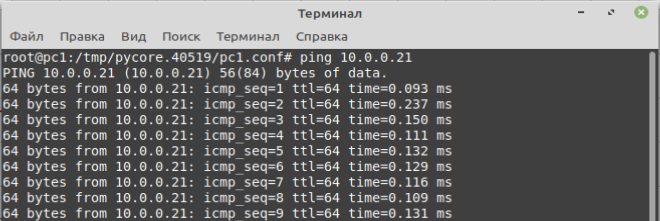 Терминал
Файл Правка Вид Поиск Терминал Справка
root@pc1:/tmp/pycore.40519/pc1.conf# ping 10.0.0.21
PING 10.0.0.21 (10.0.0.21) 56(84) bytes of data.
64 bytes from 10.0.0.21: icmp_seq=1 ttl=64 time=0.093 ms
64 bytes from 10.0.0.21: icmp_seq=2 ttl=64 time=0.237 ms
64 bytes from 10.0.0.21: icmp_seq=3 ttl=64 time=0.150 ms
64 bytes from 10.0.0.21: icmp_seq=4 ttl=64 time=0.111 ms
64 bytes from 10.0.0.21: icmp_seq=5 ttl=64 time=0.132 ms
64 bytes from 10.0.0.21: icmp_seq=6 ttl=64 time=0.129 ms
64 bytes from 10.0.0.21: icmp_seq=7 ttl=64 time=0.116 ms
64 bytes from 10.0.0.21: icmp_seq=8 ttl=64 time=0.109 ms
64 bytes from 10.0.0.21: icmp_seq=9 ttl=64 time=0.131 ms